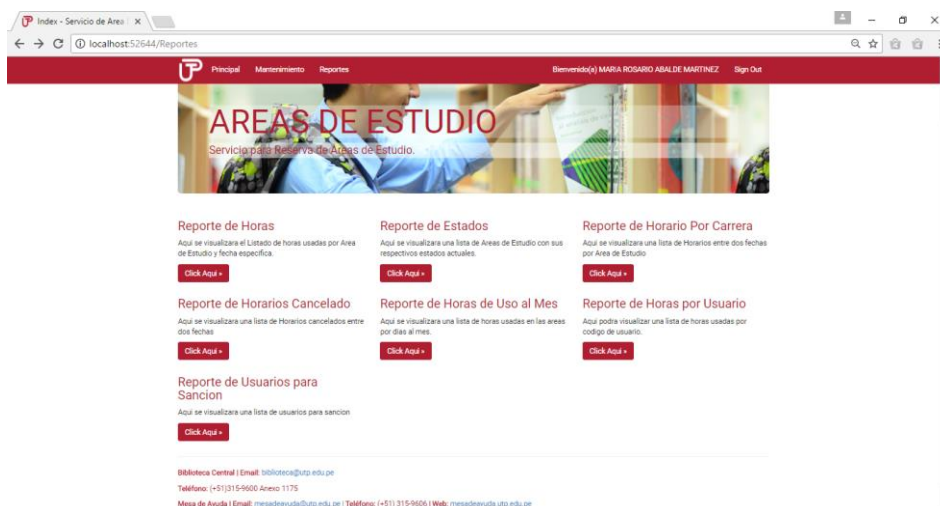 Index - Servicio de Area
localhost:52644/Reportes
UTP Principal Mantenimiento Reportes Bienvenido(a) MARIA ROSARIO ABALDE MARTINEZ Sign Out
AREAS DE ESTUDIO
Servicio para Reserva de Areas de Estudio.
Reporte de Horas
Aqui se visualizara el Listado de horas usadas por Area
de Estudio y fecha especifica.
Click Aqui »
Reporte de Estados
Aqui se visualizara una lista de Areas de Estudio con sus
respectivos estados actuales.
Click Aqui »
Reporte de Horario Por Carrera
Aqui se visualizara una lista de Horarios entre dos fechas
por Area de Estudio
Click Aqui »
Reporte de Horarios Cancelado
Aqui se visualizara una lista de Horarios cancelados entre
dos fechas
Click Aqui »
Reporte de Horas de Uso al Mes
Aqui se visualizara una lista de horas usadas en las areas
por dias al mes.
Click Aqui »
Reporte de Horas por Usuario
Aqui podra visualizar una lista de horas usadas por
codigo de usuario.
Click Aqui »
Reporte de Usuarios para
Sancion
Aqui se visualizara una lista de usuarios para sancion
Click Aqui »
Biblioteca Central | Email: biblioteca@utp.edu.pe
Teléfono: (+51)315-9600 Anexo 1175
Mesa de Ayuda | Email: mesadeayuda@utp.edu.pe | Teléfono: (+51) 315-9606 | Web: mesadeayuda.utp.edu.pe